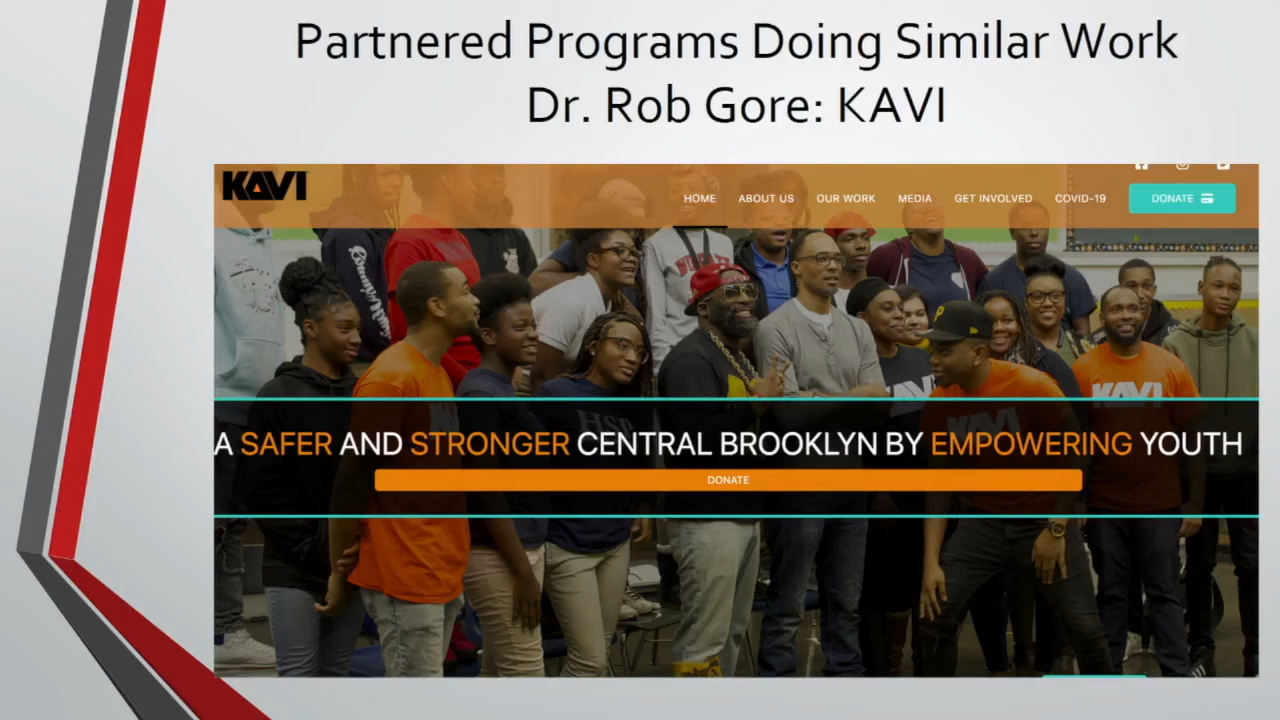 Partnered Programs Doing Similar Work
Dr. Rob Gore: KAVI
KAVI
HOME ABOUT US OUR WORK MEDIA GET INVOLVED COVID-19 DONATE
KAVI
A SAFER AND STRONGER CENTRAL BROOKLYN BY EMPOWERING YOUTH
DONATE